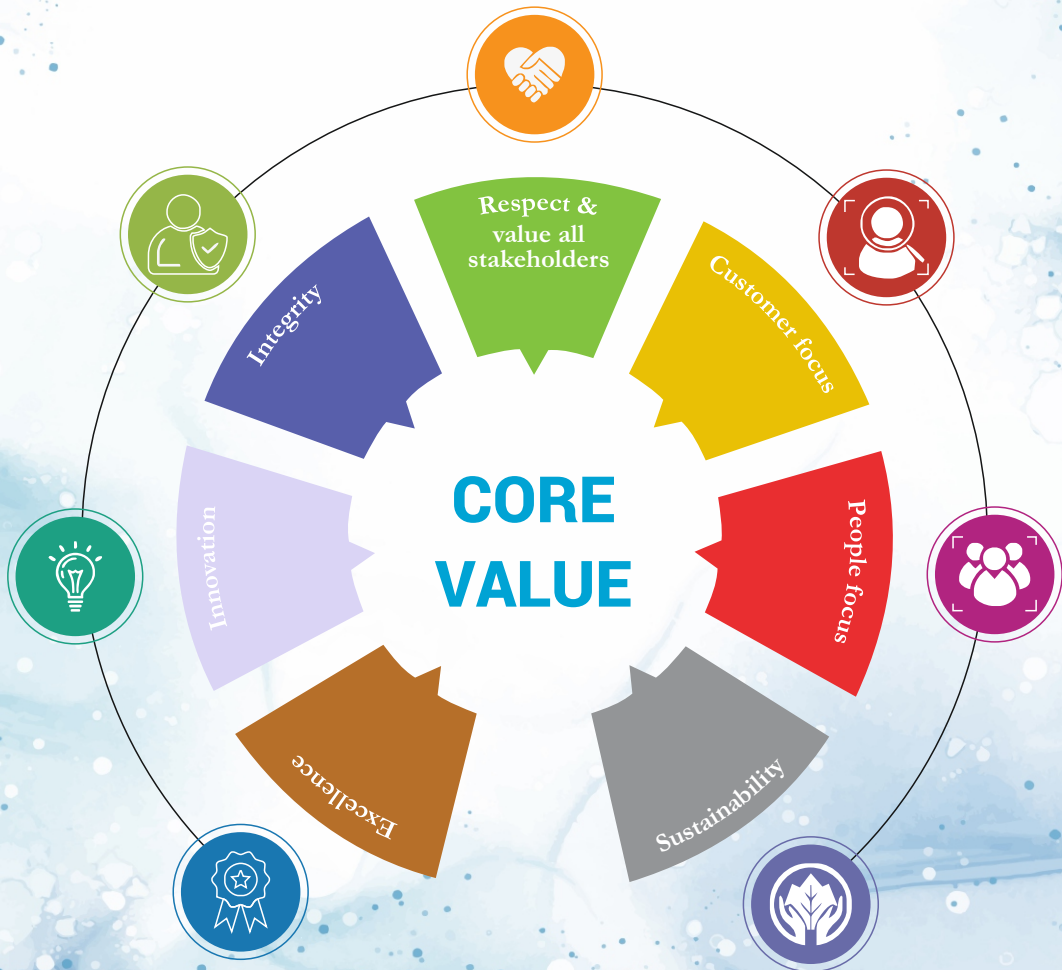 Respect &
value all
stakeholders
Customer focus
People focus
Sustainability
Excellence
Innovation
Integrity
CORE
VALUE